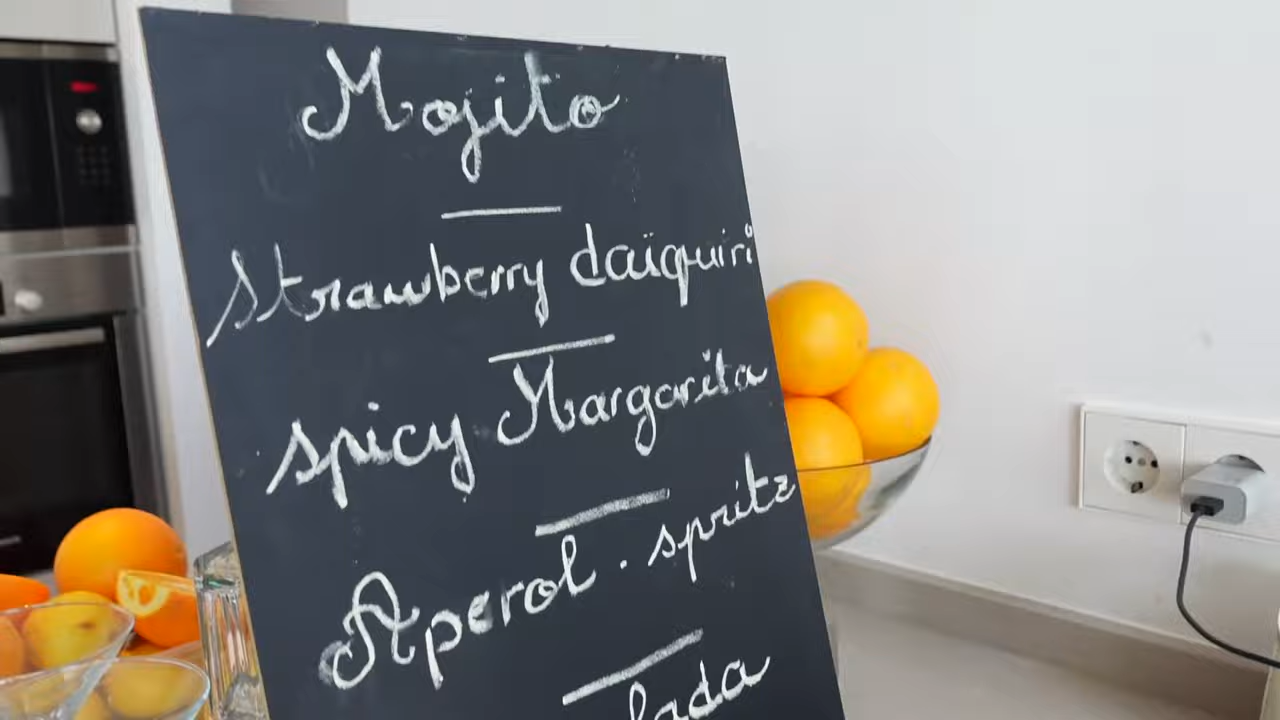 Mojito
Strawberry daïquiri
spicy Margarita
Aperol . spritz